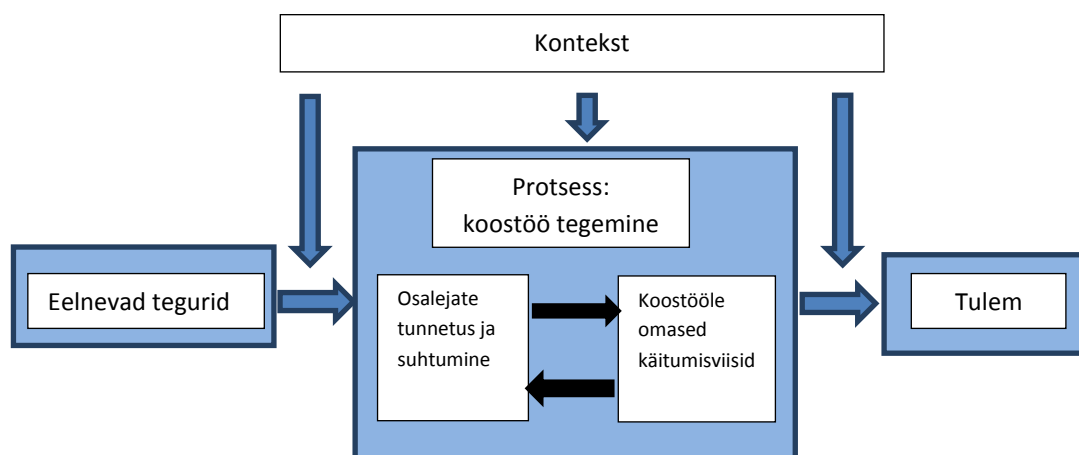 Kontekst
Protsess:
koostöö tegemine
Eelnevad tegurid
Osalejate
tunnetus ja
suhtumine
Koostööle
omased
käitumisviisid
Tulem